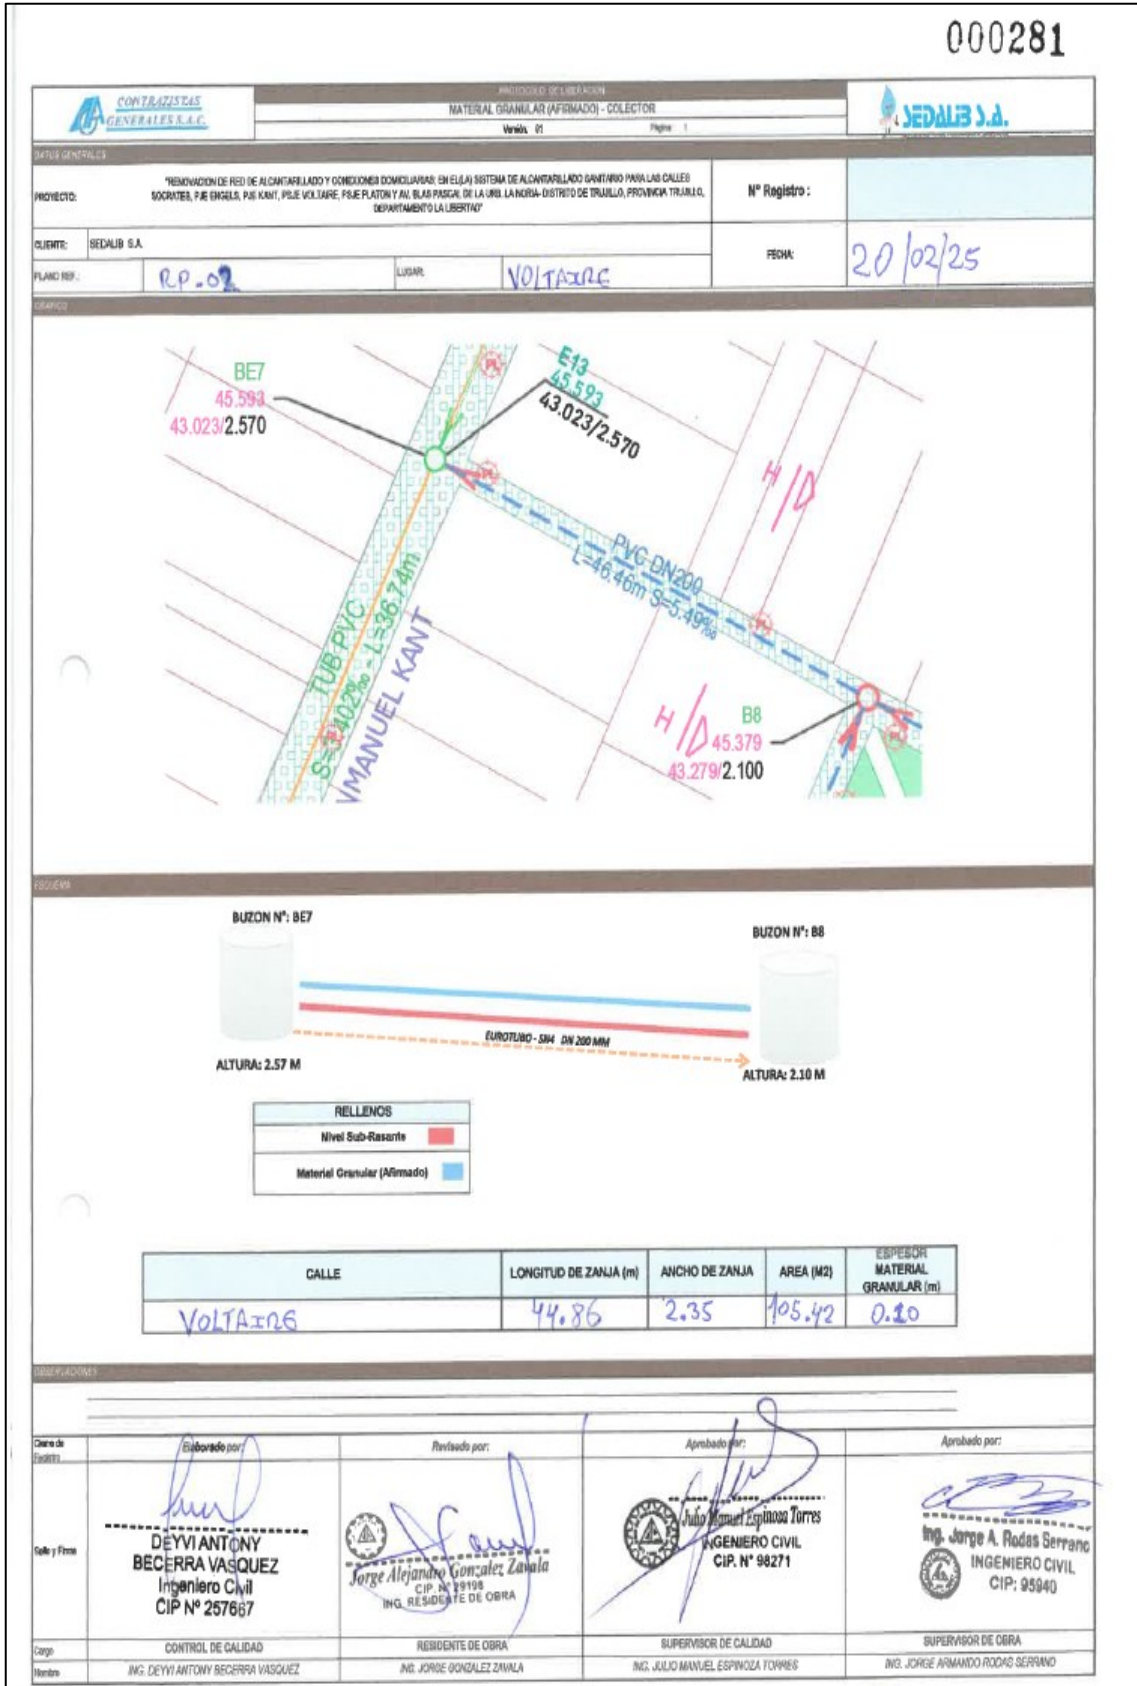 000281
CONTRATISTAS
GENERALES S.A.C.
PROTOCOLO DE LIBERACION
MATERIAL GRANULAR (AFIRMADO) - COLECTOR
Versión. 01 Página 1
SEDALIB S.A.
DATOS GENERALES
PROYECTO:
"RENOVACION DE RED DE ALCANTARILLADO Y CONEXIONES DOMICILIARIAS; EN EL(LA) SISTEMA DE ALCANTARILLADO SANITARIO PARA LAS CALLES
SOCRATES, PJE ENGELS, PJE KANT, PSJE VOLTAIRE, PSJE PLATON Y AV. BLAS PASCAL DE LA URB. LA NORIA- DISTRITO DE TRUJILLO, PROVINCIA TRUJILLO,
DEPARTAMENTO LA LIBERTAD"
N° Registro :
CLIENTE: SEDALIB S.A.
FECHA: 20/02/25
PLANO REF.: RP-02 LUGAR: VOLTAIRE
GRAFICO
BE7
45.593
43.023/2.570
E13
45.593
43.023/2.570
PL
PL
H/D
PVC DN200
L=46.46m S=5.49‰
PL
TUB PVC
L=36.74m
MANUEL KANT
H/D
B8
45.379
43.279/2.100
PL
ESQUEMA
BUZON N°: BE7
BUZON N°: B8
EUROTUBO - SN4 DN 200 MM
ALTURA: 2.57 M
ALTURA: 2.10 M
RELLENOS
Nivel Sub-Rasante
Material Granular (Afirmado)
CALLE LONGITUD DE ZANJA (m) ANCHO DE ZANJA AREA (M2) ESPESOR MATERIAL GRANULAR (m)
VOLTAIRE 44.86 2.35 105.42 0.20
OBSERVACIONES
Cierre de Registro
Elaborado por: Revisado por: Aprobado por: Aprobado por:
Sello y Firma
DEYVI ANTONY
BECERRA VASQUEZ
Ingeniero Civil
CIP Nº 257667
Jorge Alejandro Gonzalez Zavala
CIP. N° 29198
ING. RESIDENTE DE OBRA
Julio Manuel Espinoza Torres
INGENIERO CIVIL
CIP. N° 98271
Ing. Jorge A. Rodas Serrano
INGENIERO CIVIL
CIP: 95940
Cargo CONTROL DE CALIDAD RESIDENTE DE OBRA SUPERVISOR DE CALIDAD SUPERVISOR DE OBRA
Nombre ING. DEYVI ANTONY BECERRA VASQUEZ ING. JORGE GONZALEZ ZAVALA ING. JULIO MANUEL ESPINOZA TORRES ING. JORGE ARMANDO RODAS SERRANO